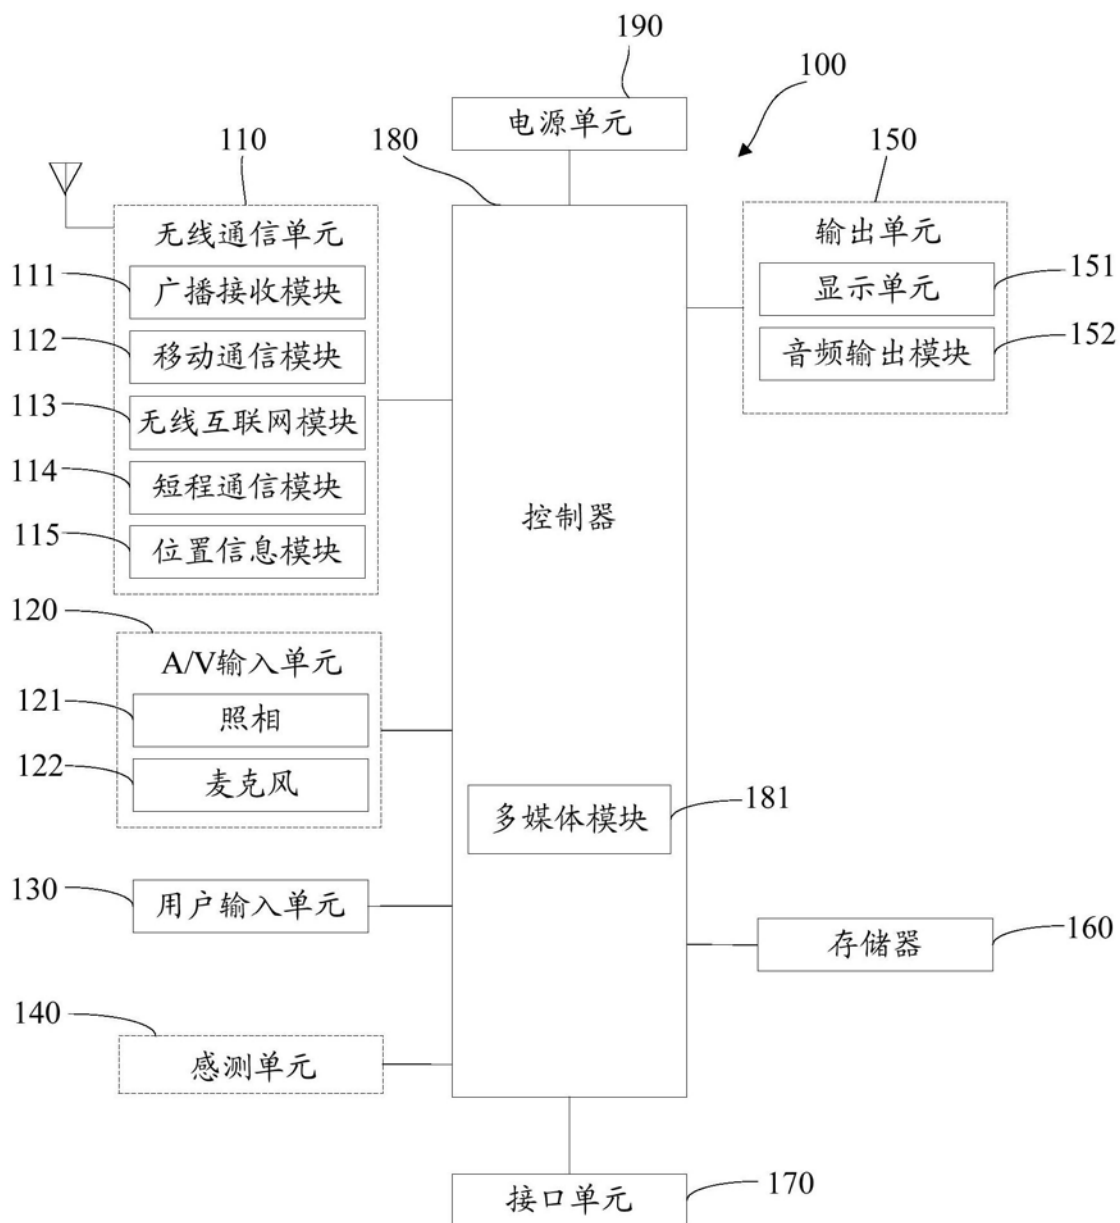 190
电源单元
100
180
110
无线通信单元
111
广播接收模块
112
移动通信模块
113
无线互联网模块
114
短程通信模块
115
位置信息模块
120
A/V输入单元
121
照相
122
麦克风
130
用户输入单元
140
感测单元
控制器
多媒体模块
181
150
输出单元
显示单元
151
音频输出模块
152
存储器
160
接口单元
170